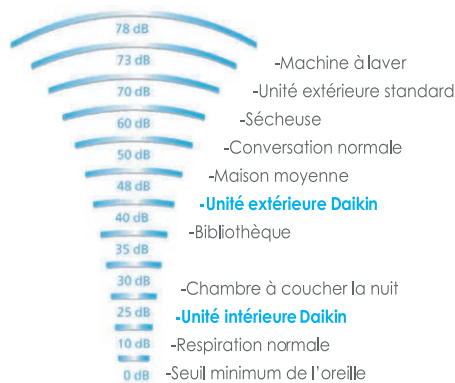 78 dB
73 dB -Machine à laver
70 dB -Unité extérieure standard
60 dB -Sécheuse
50 dB -Conversation normale
48 dB -Maison moyenne
-Unité extérieure Daikin
40 dB
-Bibliothèque
35 dB
30 dB -Chambre à coucher la nuit
25 dB -Unité intérieure Daikin
10 dB -Respiration normale
0 dB -Seuil minimum de l'oreille